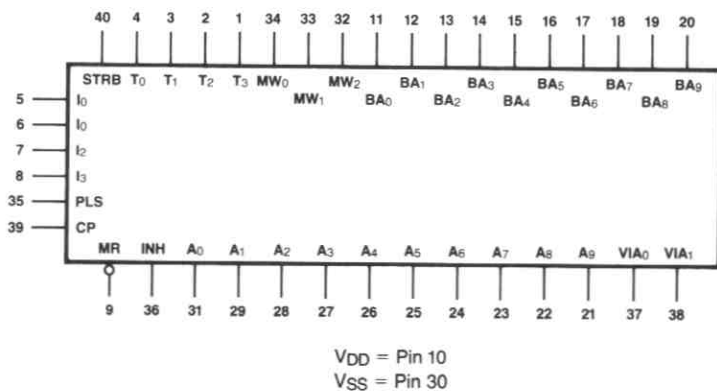 40 4 3 2 1 34 33 32 11 12 13 14 15 16 17 18 19 20
STRB T0 T1 T2 T3 MW0 MW2 BA1 BA3 BA5 BA7 BA9
MW1 BA0 BA2 BA4 BA6 BA8
5 I0
6 I0
7 I2
8 I3
35 PLS
39 CP
MR INH A0 A1 A2 A3 A4 A5 A6 A7 A8 A9 VIA0 VIA1
9 36 31 29 28 27 26 25 24 23 22 21 37 38
VDD = Pin 10
VSS = Pin 30